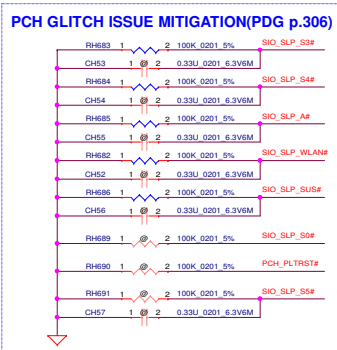 PCH GLITCH ISSUE MITIGATION(PDG p.306)
RH683 1 2 100K_0201_5% SIO_SLP_S3#
CH53 1 @ 2 0.33U_0201_6.3V6M
RH684 1 2 100K_0201_5% SIO_SLP_S4#
CH54 1 @ 2 0.33U_0201_6.3V6M
RH685 1 2 100K_0201_5% SIO_SLP_A#
CH55 1 @ 2 0.33U_0201_6.3V6M
RH682 1 2 100K_0201_5% SIO_SLP_WLAN#
CH52 1 @ 2 0.33U_0201_6.3V6M
RH686 1 2 100K_0201_5% SIO_SLP_SUS#
CH56 1 @ 2 0.33U_0201_6.3V6M
RH689 1 @ 2 100K_0201_5% SIO_SLP_S0#
RH690 1 @ 2 100K_0201_5% PCH_PLTRST#
RH691 1 @ 2 100K_0201_5% SIO_SLP_S5#
CH57 1 @ 2 0.33U_0201_6.3V6M